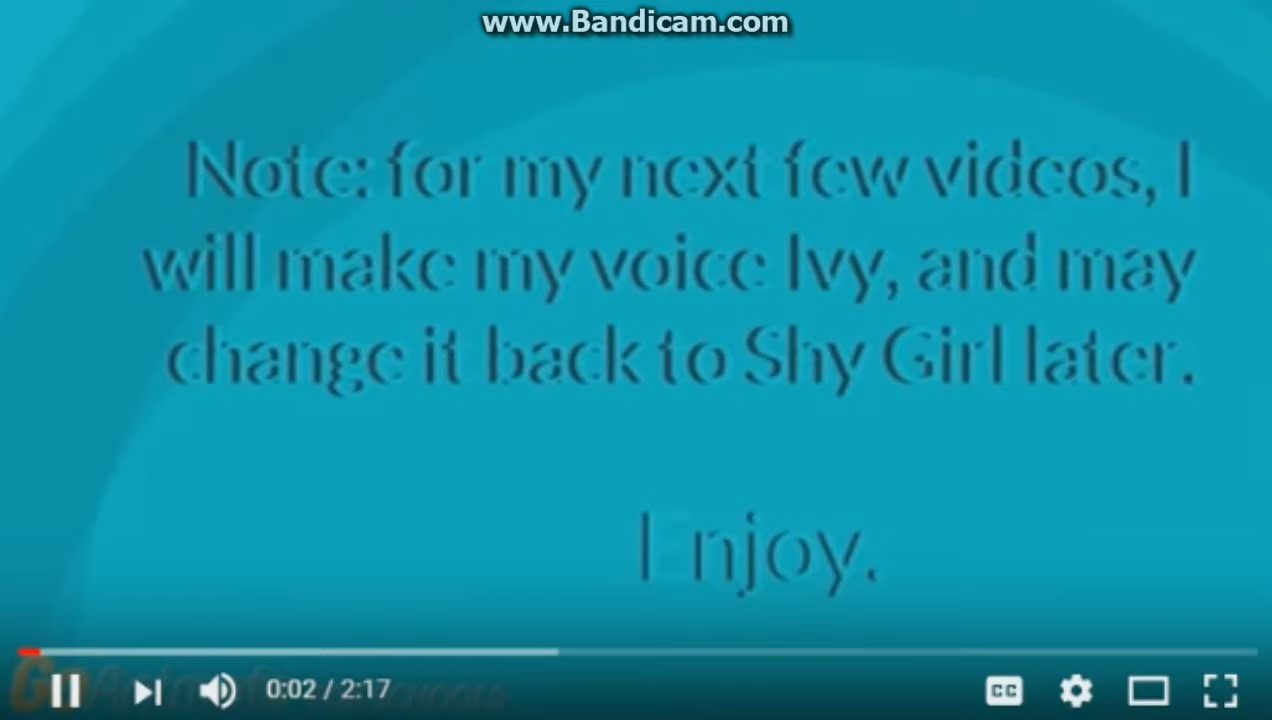 www.Bandicam.com
Note: for my next few videos, I
will make my voice Ivy, and may
change it back to Shy Girl later.
Enjoy.
0:02 / 2:17
CC